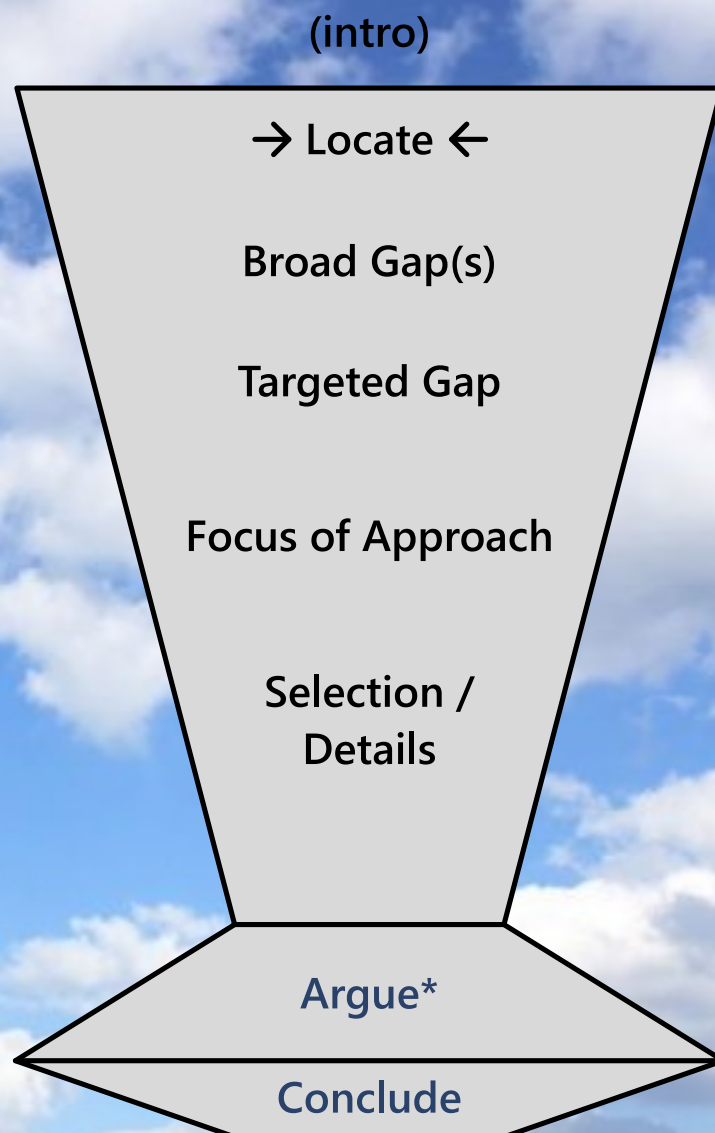 (intro)
→ Locate ←
Broad Gap(s)
Targeted Gap
Focus of Approach
Selection /
Details
Argue*
Conclude